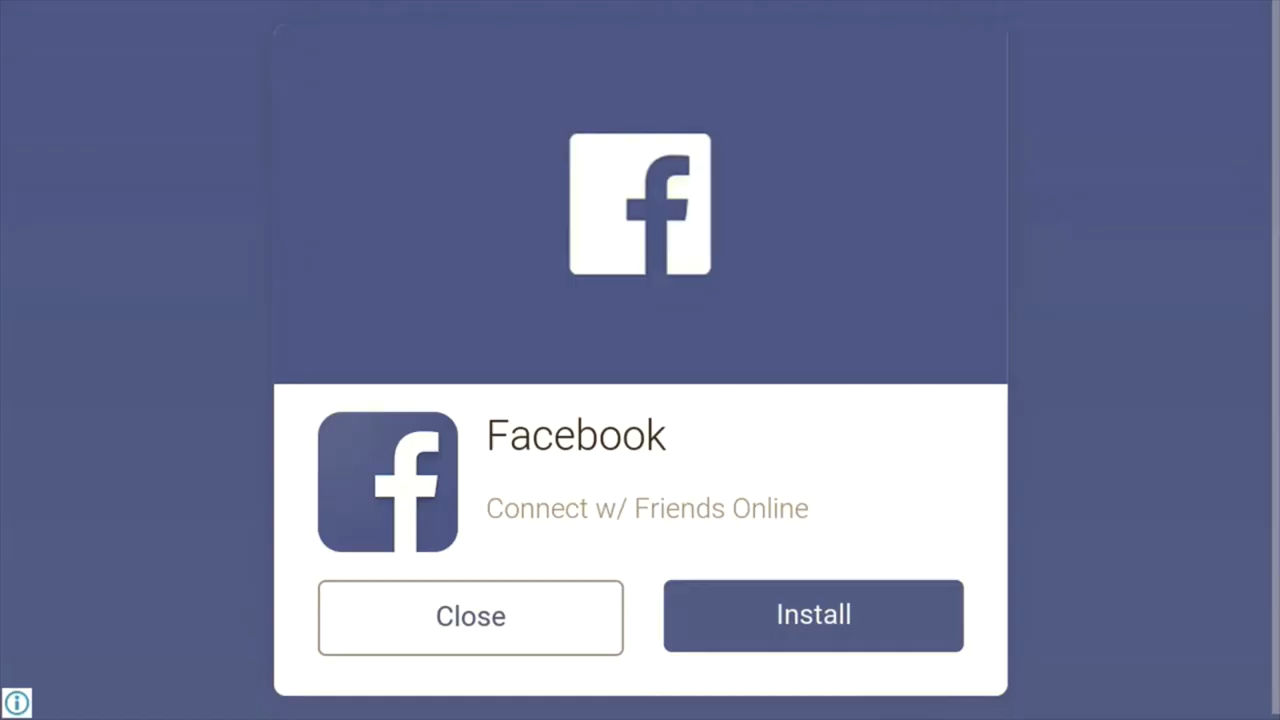 f
f
Facebook
Connect w/ Friends Online
Close
Install